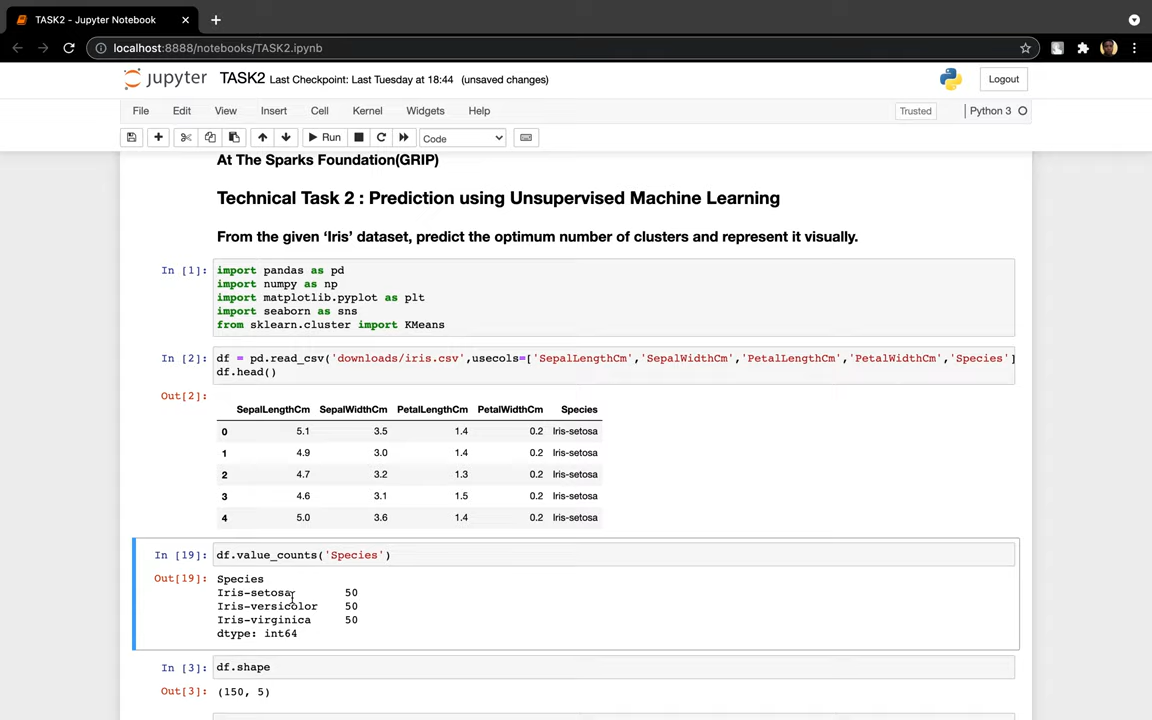 TASK2 - Jupyter Notebook
localhost:8888/notebooks/TASK2.ipynb
jupyter TASK2 Last Checkpoint: Last Tuesday at 18:44 (unsaved changes)
Logout
File Edit View Insert Cell Kernel Widgets Help
Trusted
Python 3
Run
Code
At The Sparks Foundation(GRIP)
Technical Task 2 : Prediction using Unsupervised Machine Learning
From the given ‘Iris’ dataset, predict the optimum number of clusters and represent it visually.
In [1]: import pandas as pd
import numpy as np
import matplotlib.pyplot as plt
import seaborn as sns
from sklearn.cluster import KMeans
In [2]: df = pd.read_csv('downloads/iris.csv',usecols=['SepalLengthCm','SepalWidthCm','PetalLengthCm','PetalWidthCm','Species']
df.head()
Out[2]:
SepalLengthCm SepalWidthCm PetalLengthCm PetalWidthCm Species
0 5.1 3.5 1.4 0.2 Iris-setosa
1 4.9 3.0 1.4 0.2 Iris-setosa
2 4.7 3.2 1.3 0.2 Iris-setosa
3 4.6 3.1 1.5 0.2 Iris-setosa
4 5.0 3.6 1.4 0.2 Iris-setosa
In [19]: df.value_counts('Species')
Out[19]: Species
Iris-setosa 50
Iris-versicolor 50
Iris-virginica 50
dtype: int64
In [3]: df.shape
Out[3]: (150, 5)